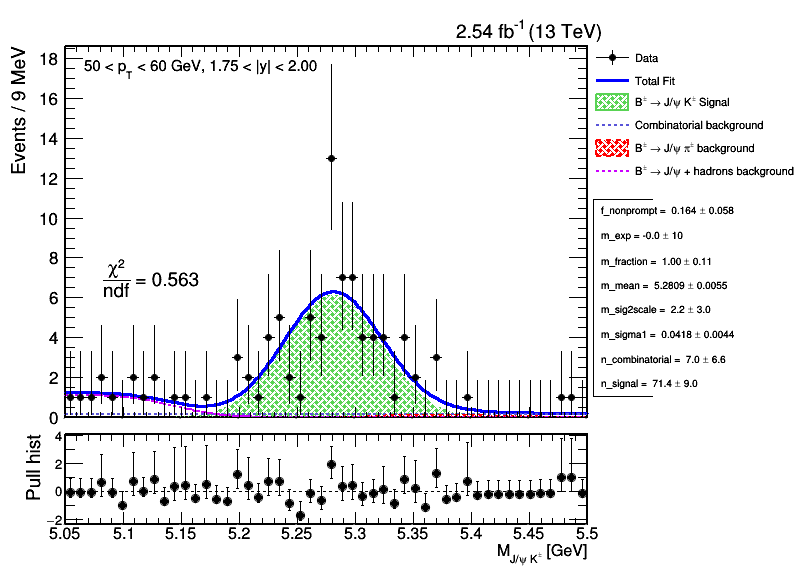 2.54 fb⁻¹ (13 TeV)
Events / 9 MeV
18
16
14
12
10
8
6
4
2
0
50 < p_T < 60 GeV, 1.75 < |y| < 2.00
χ²/ndf = 0.563
Data
Total Fit
B± → J/ψ K± Signal
Combinatorial background
B± → J/ψ π± background
B± → J/ψ + hadrons background
f_nonprompt = 0.164 ± 0.058
m_exp = -0.0 ± 10
m_fraction = 1.00 ± 0.11
m_mean = 5.2809 ± 0.0055
m_sig2scale = 2.2 ± 3.0
m_sigma1 = 0.0418 ± 0.0044
n_combinatorial = 7.0 ± 6.6
n_signal = 71.4 ± 9.0
Pull hist
4
2
0
−2
5.05 5.1 5.15 5.2 5.25 5.3 5.35 5.4 5.45 5.5
M_J/ψ K± [GeV]